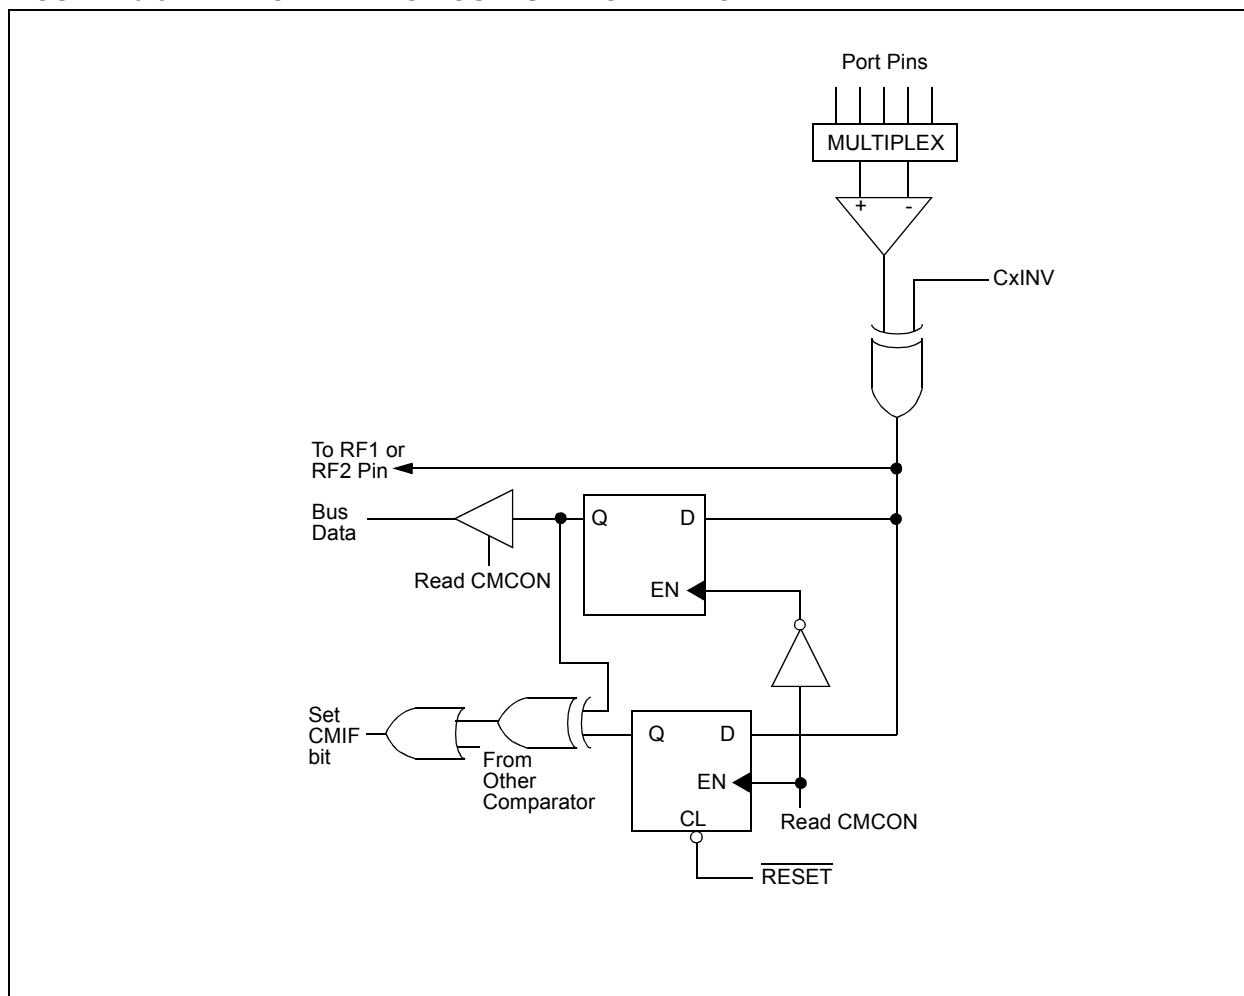 Port Pins
MULTIPLEX
+ -
CxINV
To RF1 or
RF2 Pin
Bus
Data
Q D
EN
Read CMCON
Set
CMIF
bit
From
Other
Comparator
Q D
EN
CL
Read CMCON
RESET